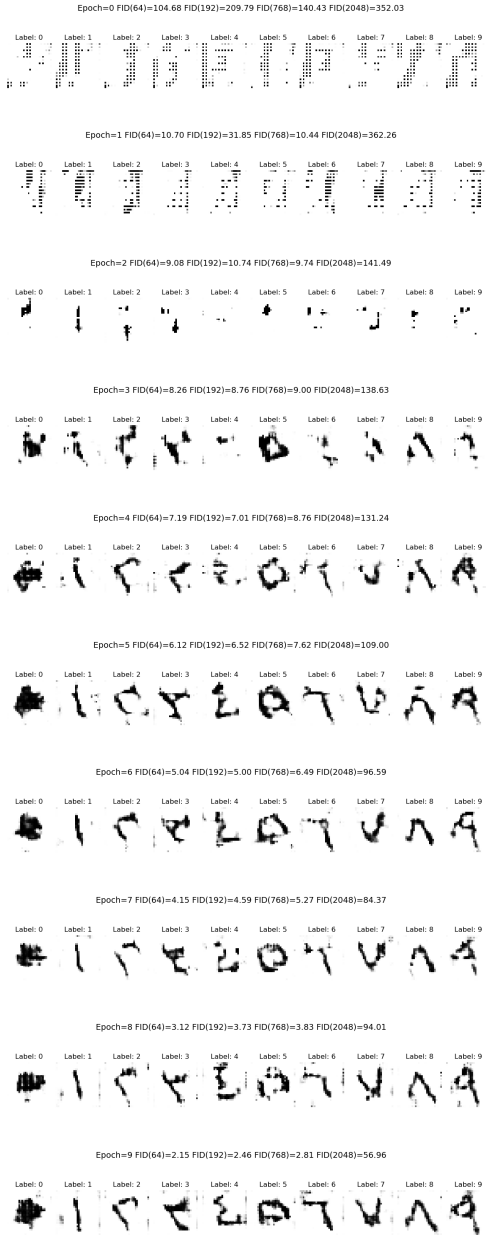 Epoch=0 FID(64)=104.68 FID(192)=209.79 FID(768)=140.43 FID(2048)=352.03
Label: 0 Label: 1 Label: 2 Label: 3 Label: 4 Label: 5 Label: 6 Label: 7 Label: 8 Label: 9
Epoch=1 FID(64)=10.70 FID(192)=31.85 FID(768)=10.44 FID(2048)=362.26
Label: 0 Label: 1 Label: 2 Label: 3 Label: 4 Label: 5 Label: 6 Label: 7 Label: 8 Label: 9
Epoch=2 FID(64)=9.08 FID(192)=10.74 FID(768)=9.74 FID(2048)=141.49
Label: 0 Label: 1 Label: 2 Label: 3 Label: 4 Label: 5 Label: 6 Label: 7 Label: 8 Label: 9
Epoch=3 FID(64)=8.26 FID(192)=8.76 FID(768)=9.00 FID(2048)=138.63
Label: 0 Label: 1 Label: 2 Label: 3 Label: 4 Label: 5 Label: 6 Label: 7 Label: 8 Label: 9
Epoch=4 FID(64)=7.19 FID(192)=7.01 FID(768)=8.76 FID(2048)=131.24
Label: 0 Label: 1 Label: 2 Label: 3 Label: 4 Label: 5 Label: 6 Label: 7 Label: 8 Label: 9
Epoch=5 FID(64)=6.12 FID(192)=6.52 FID(768)=7.62 FID(2048)=109.00
Label: 0 Label: 1 Label: 2 Label: 3 Label: 4 Label: 5 Label: 6 Label: 7 Label: 8 Label: 9
Epoch=6 FID(64)=5.04 FID(192)=5.00 FID(768)=6.49 FID(2048)=96.59
Label: 0 Label: 1 Label: 2 Label: 3 Label: 4 Label: 5 Label: 6 Label: 7 Label: 8 Label: 9
Epoch=7 FID(64)=4.15 FID(192)=4.59 FID(768)=5.27 FID(2048)=84.37
Label: 0 Label: 1 Label: 2 Label: 3 Label: 4 Label: 5 Label: 6 Label: 7 Label: 8 Label: 9
Epoch=8 FID(64)=3.12 FID(192)=3.73 FID(768)=3.83 FID(2048)=94.01
Label: 0 Label: 1 Label: 2 Label: 3 Label: 4 Label: 5 Label: 6 Label: 7 Label: 8 Label: 9
Epoch=9 FID(64)=2.15 FID(192)=2.46 FID(768)=2.81 FID(2048)=56.96
Label: 0 Label: 1 Label: 2 Label: 3 Label: 4 Label: 5 Label: 6 Label: 7 Label: 8 Label: 9